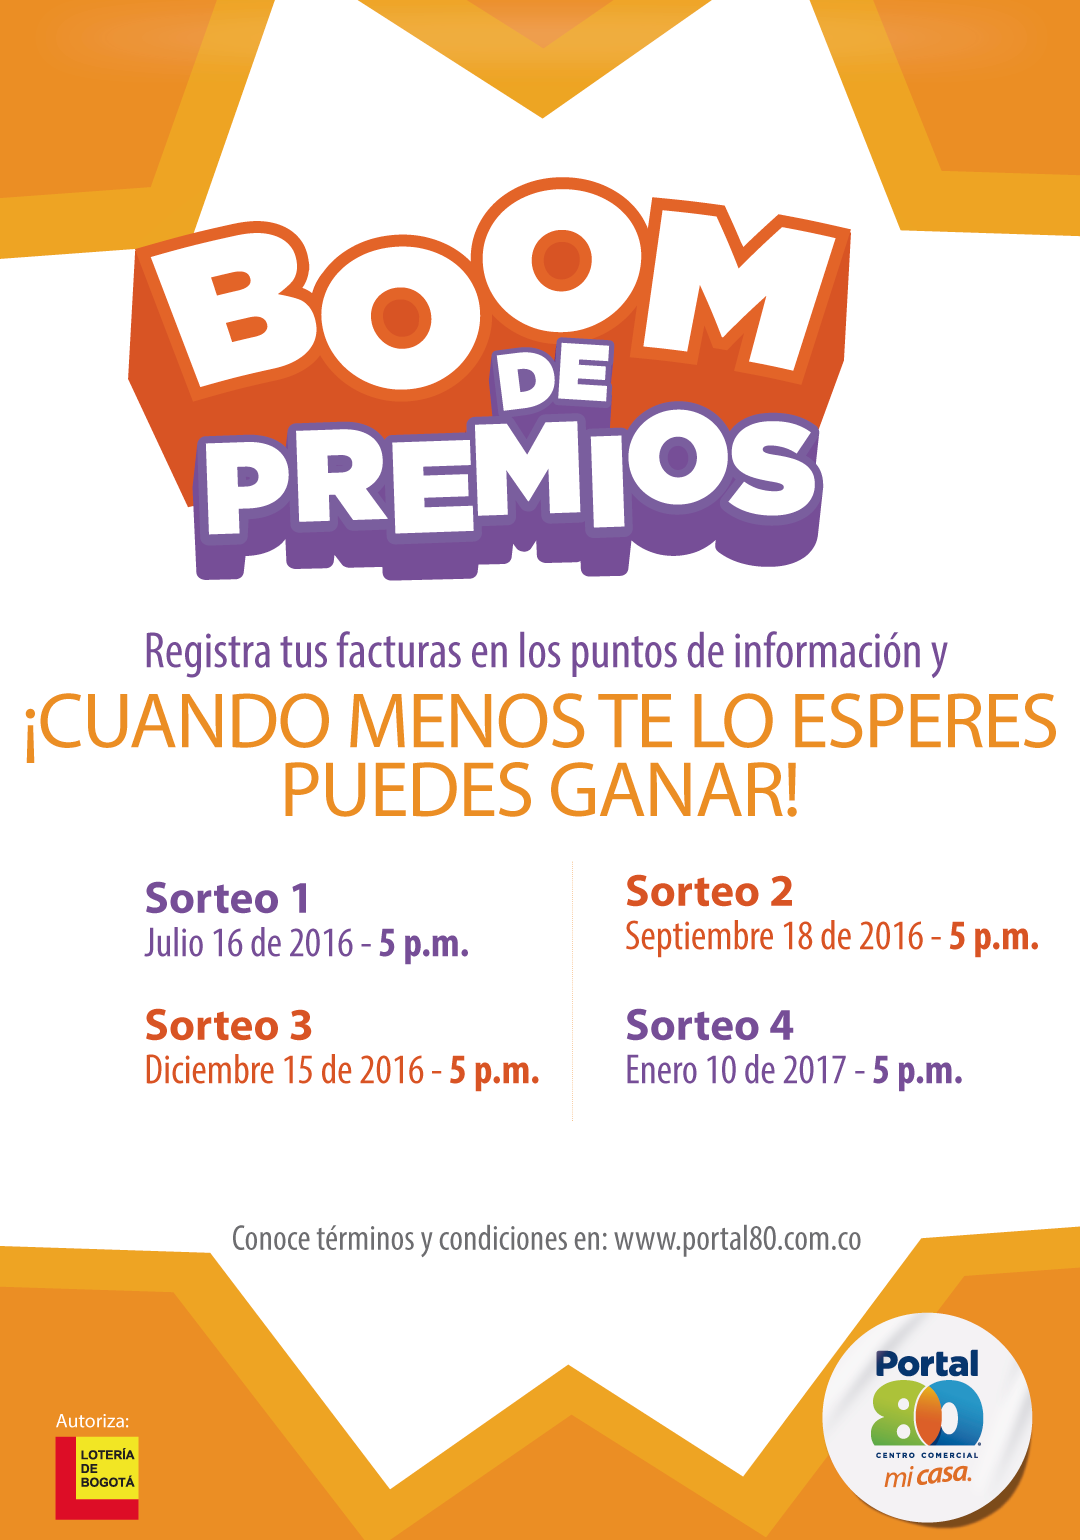 BOOM
DE
PREMIOS
Registra tus facturas en los puntos de información y
¡CUANDO MENOS TE LO ESPERES
PUEDES GANAR!
Sorteo 1
Julio 16 de 2016 - 5 p.m.
Sorteo 2
Septiembre 18 de 2016 - 5 p.m.
Sorteo 3
Diciembre 15 de 2016 - 5 p.m.
Sorteo 4
Enero 10 de 2017 - 5 p.m.
Conoce términos y condiciones en: www.portal80.com.co
Autoriza:
LOTERÍA
DE
BOGOTÁ
Portal
80
CENTRO COMERCIAL
mi casa.